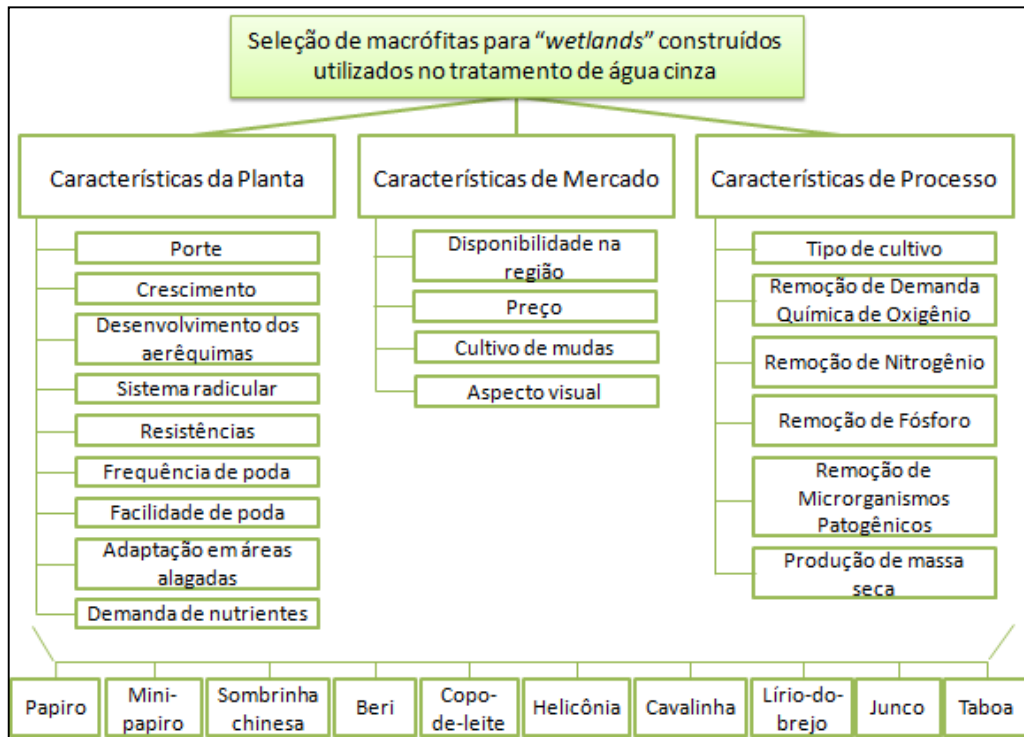 Seleção de macrófitas para “wetlands” construídos
utilizados no tratamento de água cinza
Características da Planta
Porte
Crescimento
Desenvolvimento dos
aerêquimas
Sistema radicular
Resistências
Frequência de poda
Facilidade de poda
Adaptação em áreas
alagadas
Demanda de nutrientes
Características de Mercado
Disponibilidade na
região
Preço
Cultivo de mudas
Aspecto visual
Características de Processo
Tipo de cultivo
Remoção de Demanda
Química de Oxigênio
Remoção de Nitrogênio
Remoção de Fósforo
Remoção de
Microrganismos
Patogênicos
Produção de massa
seca
Papiro
Mini-
papiro
Sombrinha
chinesa
Beri
Copo-
de-leite
Helicônia
Cavalinha
Lírio-do-
brejo
Junco
Taboa